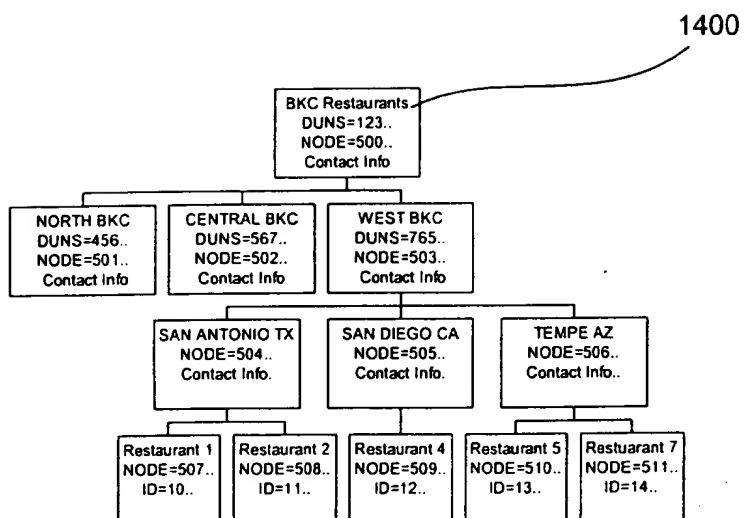 1400
BKC Restaurants
DUNS=123..
NODE=500..
Contact Info
NORTH BKC
DUNS=456..
NODE=501..
Contact Info
CENTRAL BKC
DUNS=567..
NODE=502..
Contact Info
WEST BKC
DUNS=765..
NODE=503..
Contact Info
SAN ANTONIO TX
NODE=504..
Contact Info.
SAN DIEGO CA
NODE=505..
Contact Info.
TEMPE AZ
NODE=506..
Contact Info..
Restaurant 1
NODE=507..
ID=10..
Restaurant 2
NODE=508..
ID=11..
Restaurant 4
NODE=509..
ID=12..
Restaurant 5
NODE=510..
ID=13..
Restuarant 7
NODE=511..
ID=14..